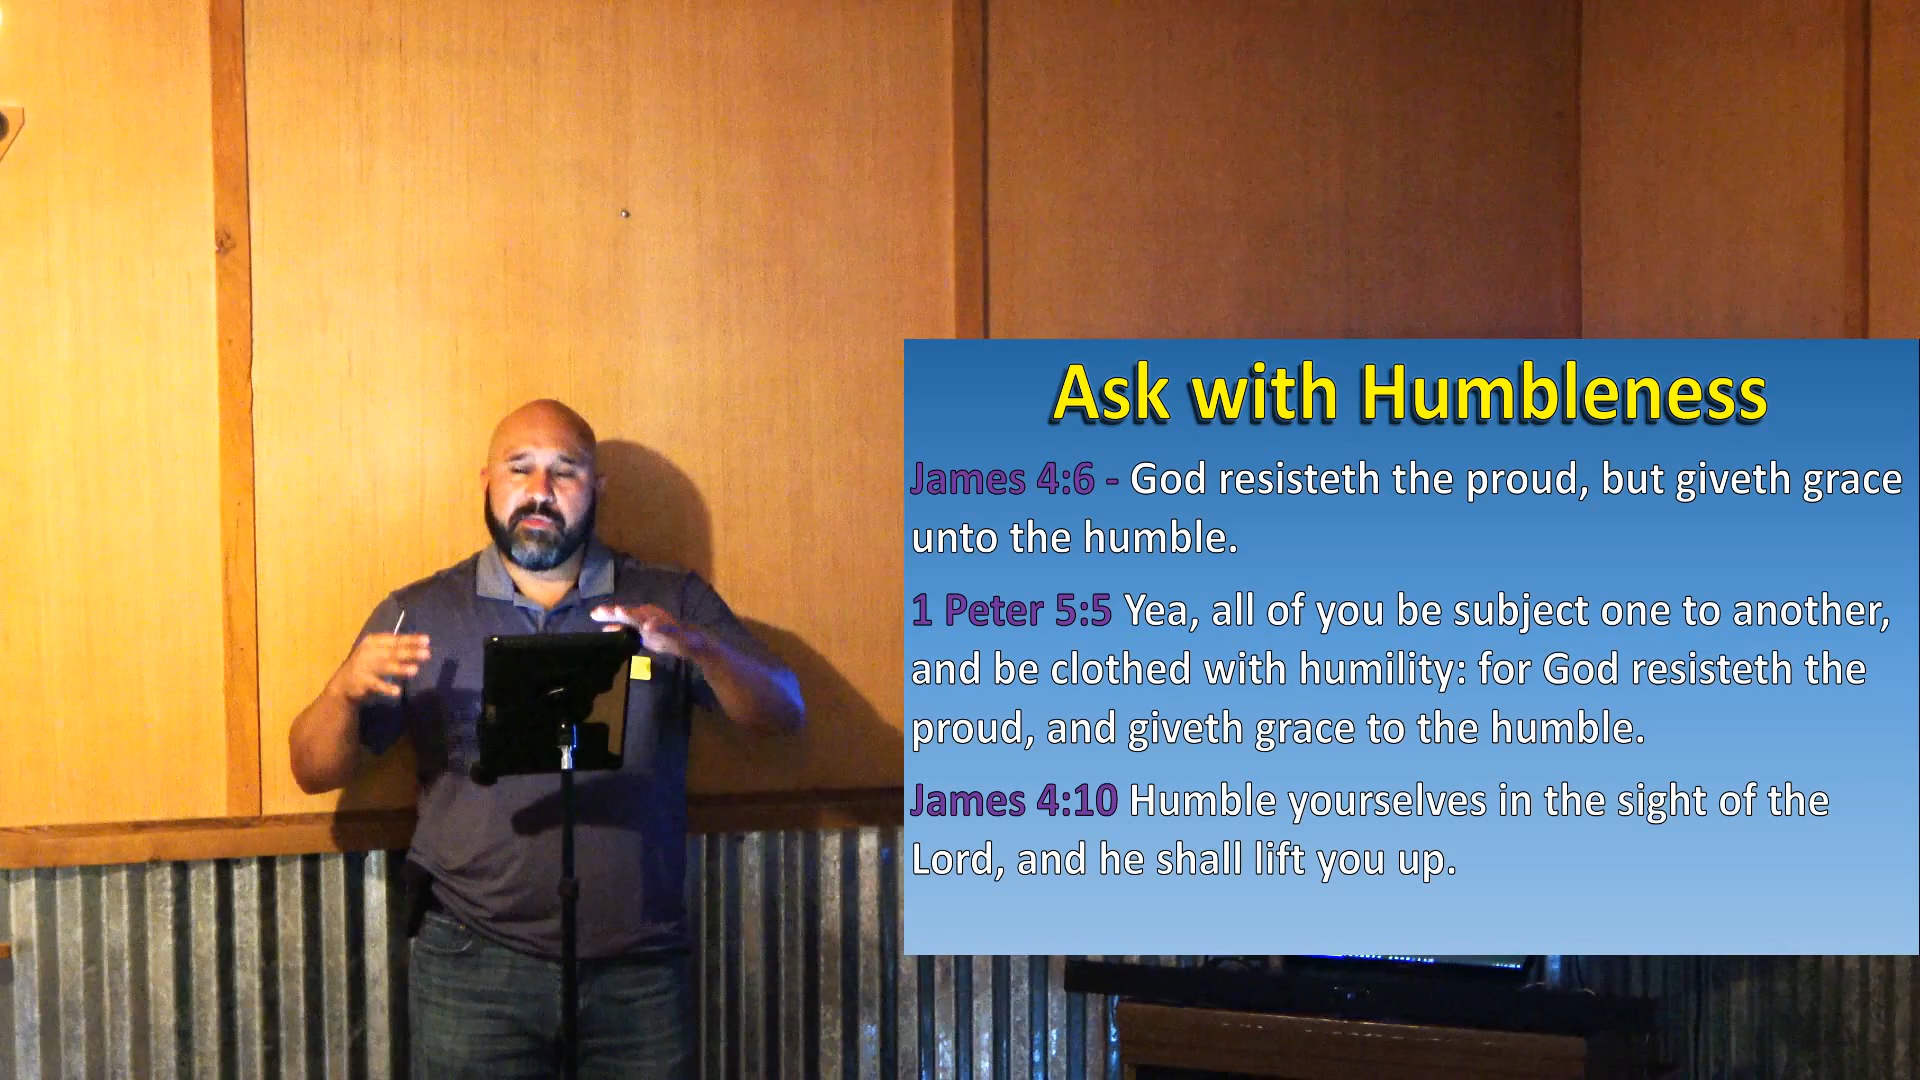 Ask with Humbleness
James 4:6 - God resisteth the proud, but giveth grace
unto the humble.
1 Peter 5:5 Yea, all of you be subject one to another,
and be clothed with humility: for God resisteth the
proud, and giveth grace to the humble.
James 4:10 Humble yourselves in the sight of the
Lord, and he shall lift you up.